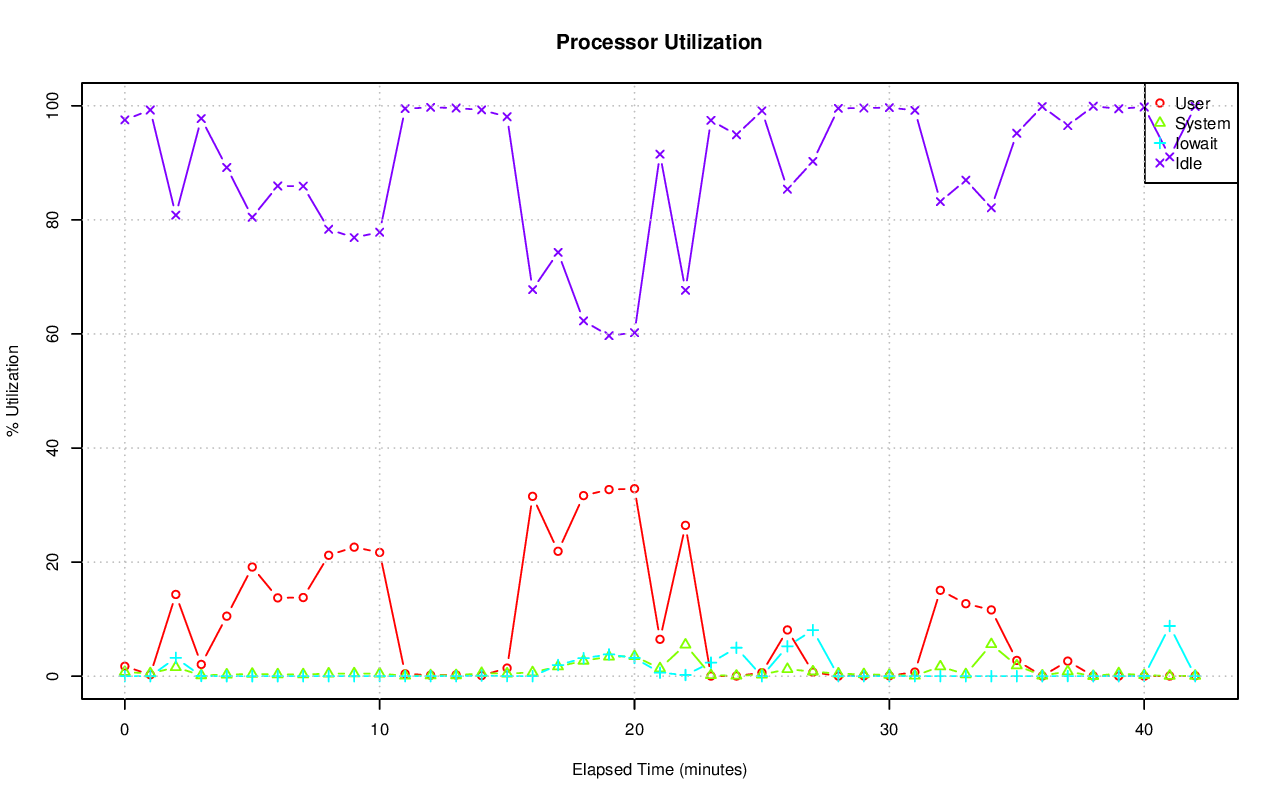 Processor Utilization
100
80
60
40
20
0
% Utilization
User
System
Iowait
Idle
0 10 20 30 40
Elapsed Time (minutes)